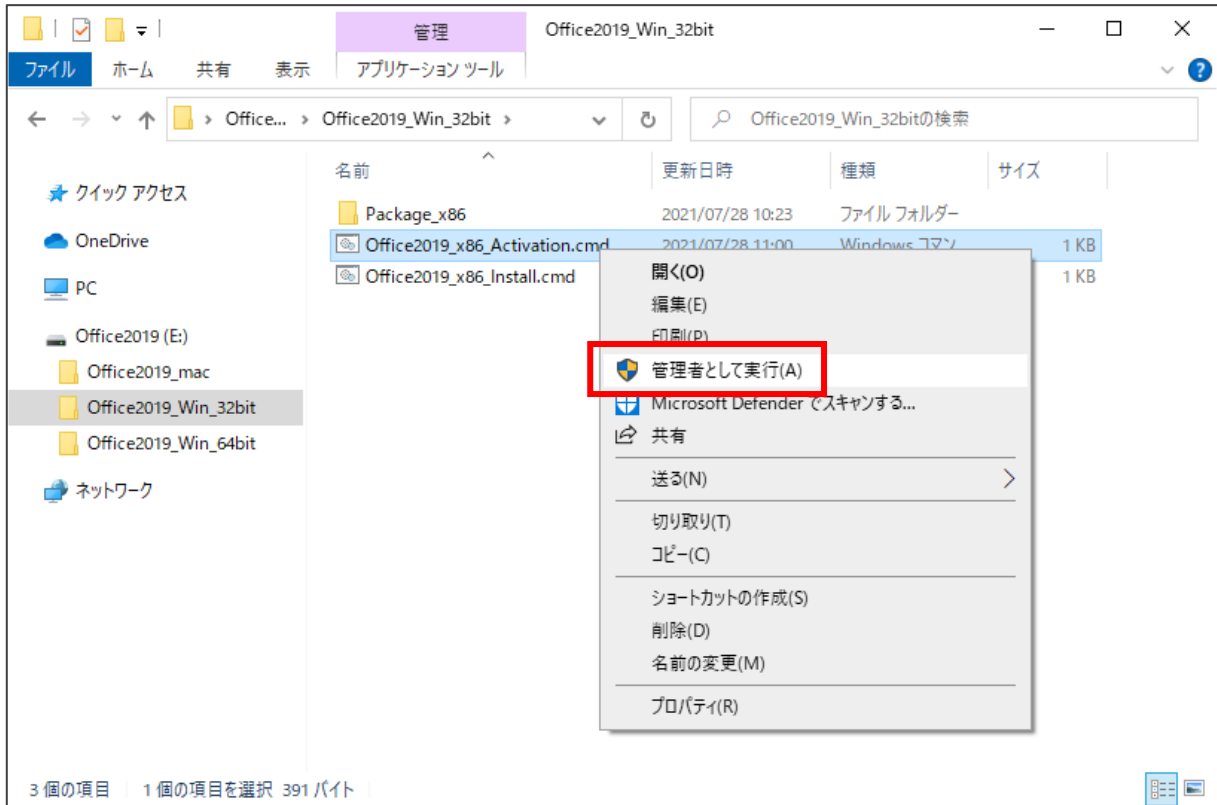 管理
Office2019_Win_32bit
ファイル ホーム 共有 表示 アプリケーション ツール
Office... Office2019_Win_32bit
Office2019_Win_32bitの検索
名前 更新日時 種類 サイズ
クイック アクセス
OneDrive
PC
Office2019 (E:)
Office2019_mac
Office2019_Win_32bit
Office2019_Win_64bit
ネットワーク
Package_x86 2021/07/28 10:23 ファイル フォルダー
Office2019_x86_Activation.cmd 2021/07/28 11:00 Windows コマン 1 KB
Office2019_x86_Install.cmd 1 KB
開く(O)
編集(E)
印刷(P)
管理者として実行(A)
Microsoft Defender でスキャンする...
共有
送る(N)
切り取り(T)
コピー(C)
ショートカットの作成(S)
削除(D)
名前の変更(M)
プロパティ(R)
3 個の項目 1 個の項目を選択 391 バイト